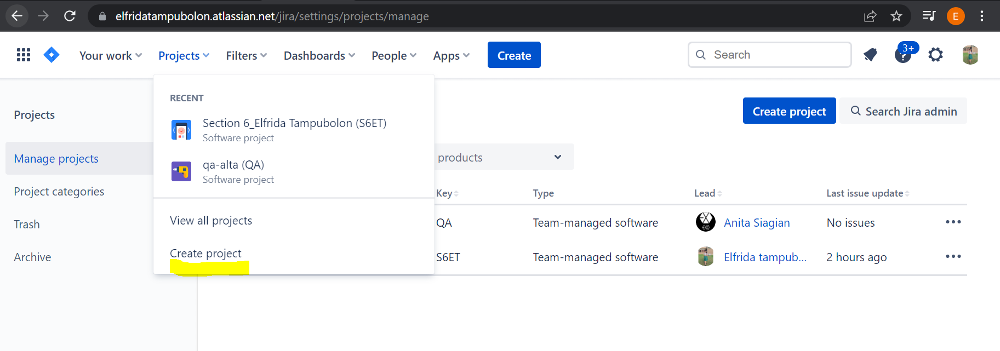 elfridatampubolon.atlassian.net/jira/settings/projects/manage
E
Your work Projects Filters Dashboards People Apps Create
Search
3+
?
Projects
Manage projects
Project categories
Trash
Archive
RECENT
Section 6_Elfrida Tampubolon (S6ET)
Software project
qa-alta (QA)
Software project
View all projects
Create project
Create project Search Jira admin
products
Key Type Lead Last issue update
QA Team-managed software EXO Anita Siagian No issues
S6ET Team-managed software Elfrida tampub... 2 hours ago